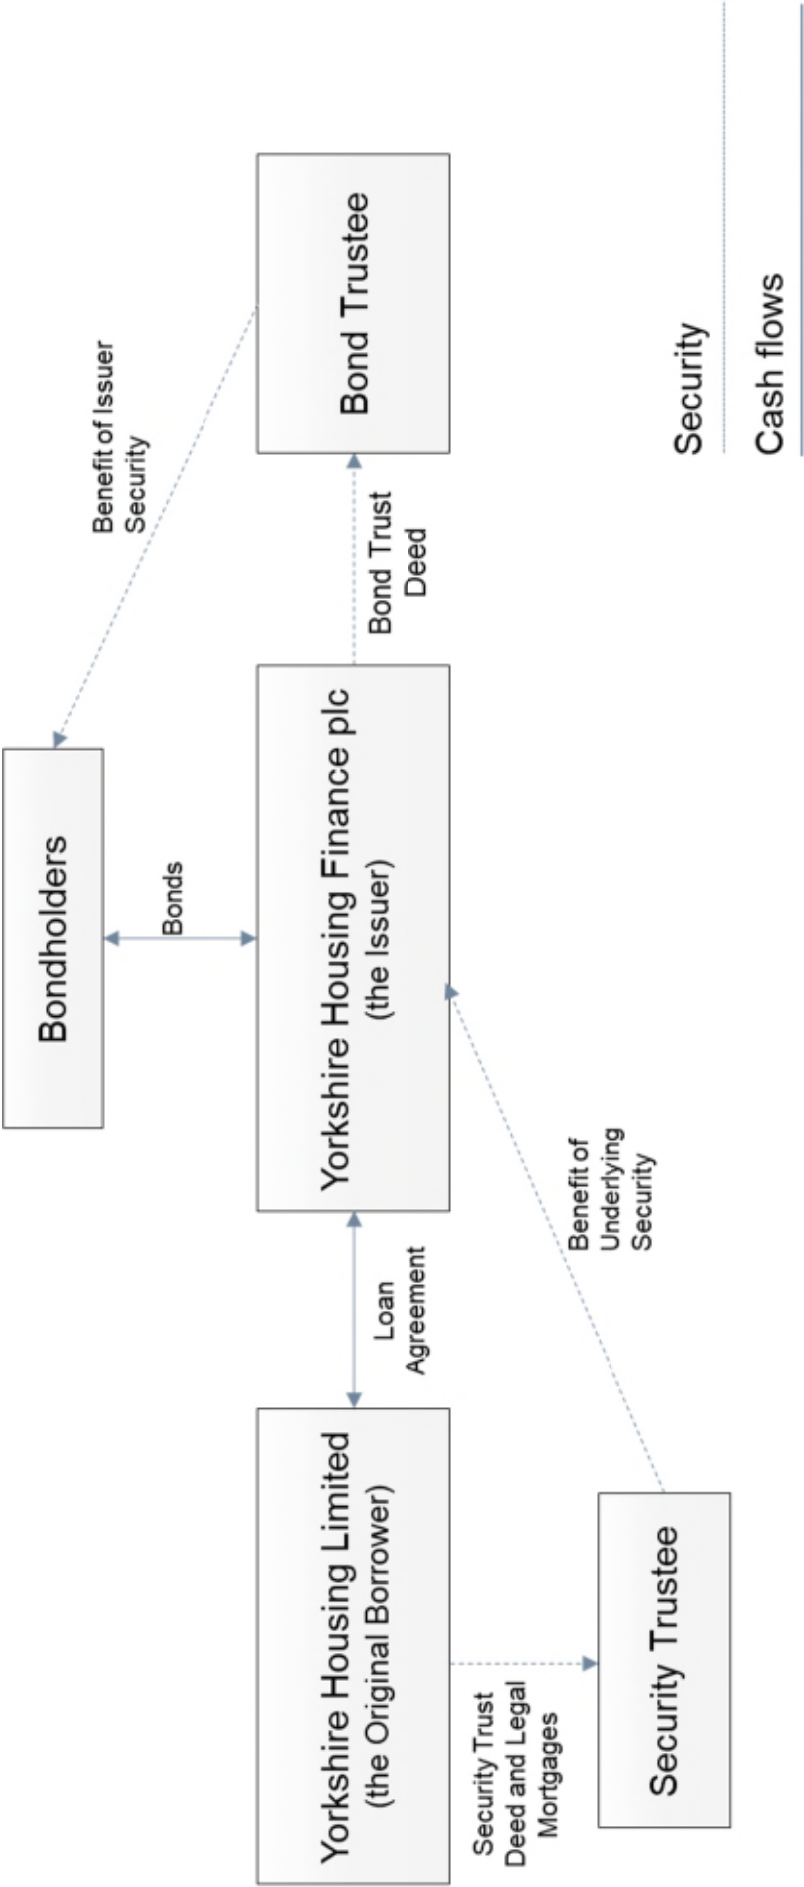 Bondholders
Benefit of Issuer
Security
Bonds
Yorkshire Housing Limited
(the Original Borrower)
Loan
Agreement
Yorkshire Housing Finance plc
(the Issuer)
Bond Trust
Deed
Bond Trustee
Security Trust
Deed and Legal
Mortgages
Benefit of
Underlying
Security
Security Trustee
Security
Cash flows